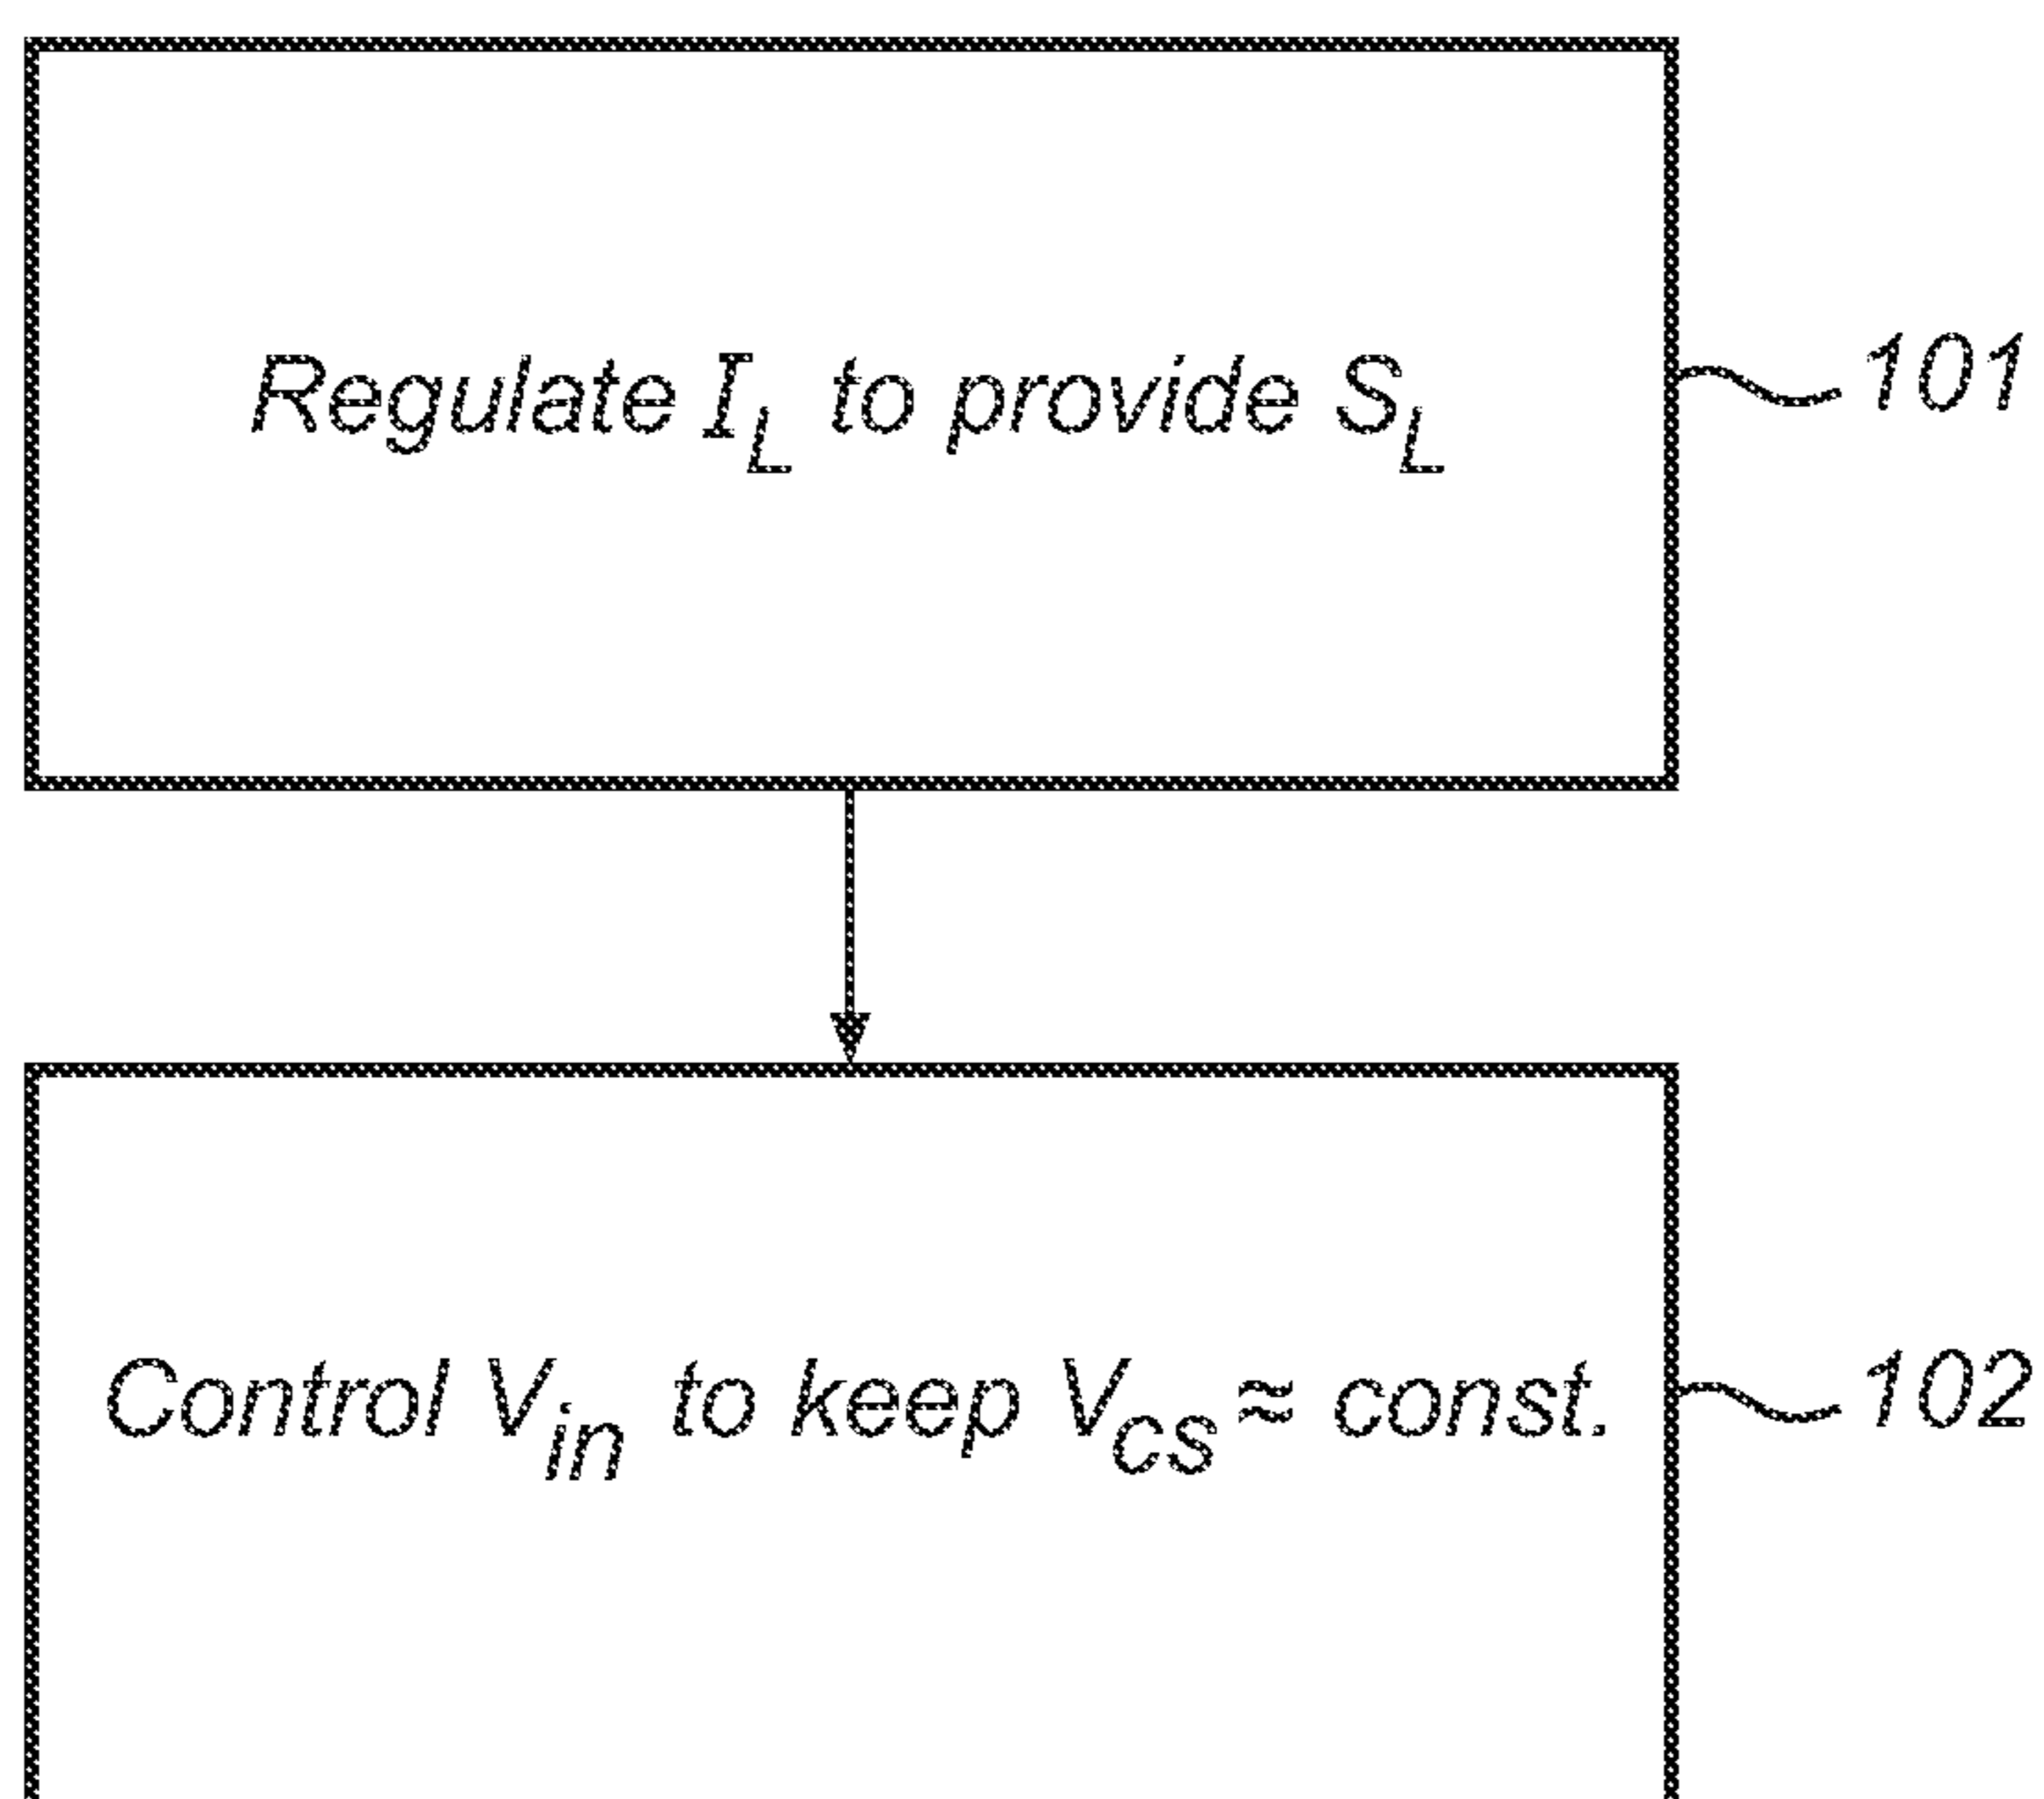 Regulate I_L to provide S_L
101
Control V_in to keep V_cs ≈ const.
102